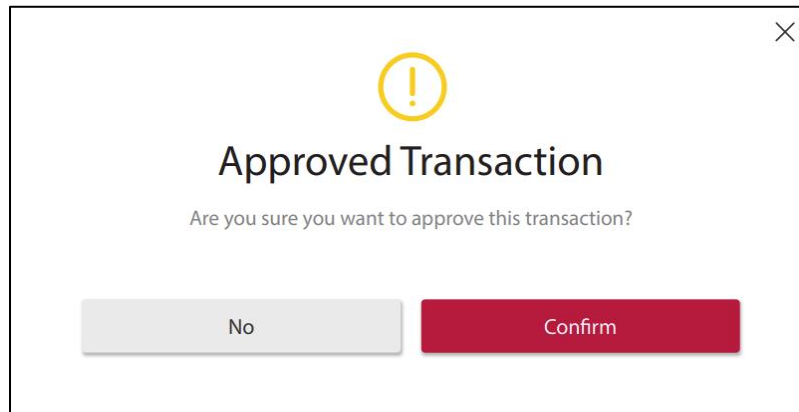 Approved Transaction
Are you sure you want to approve this transaction?
No
Confirm